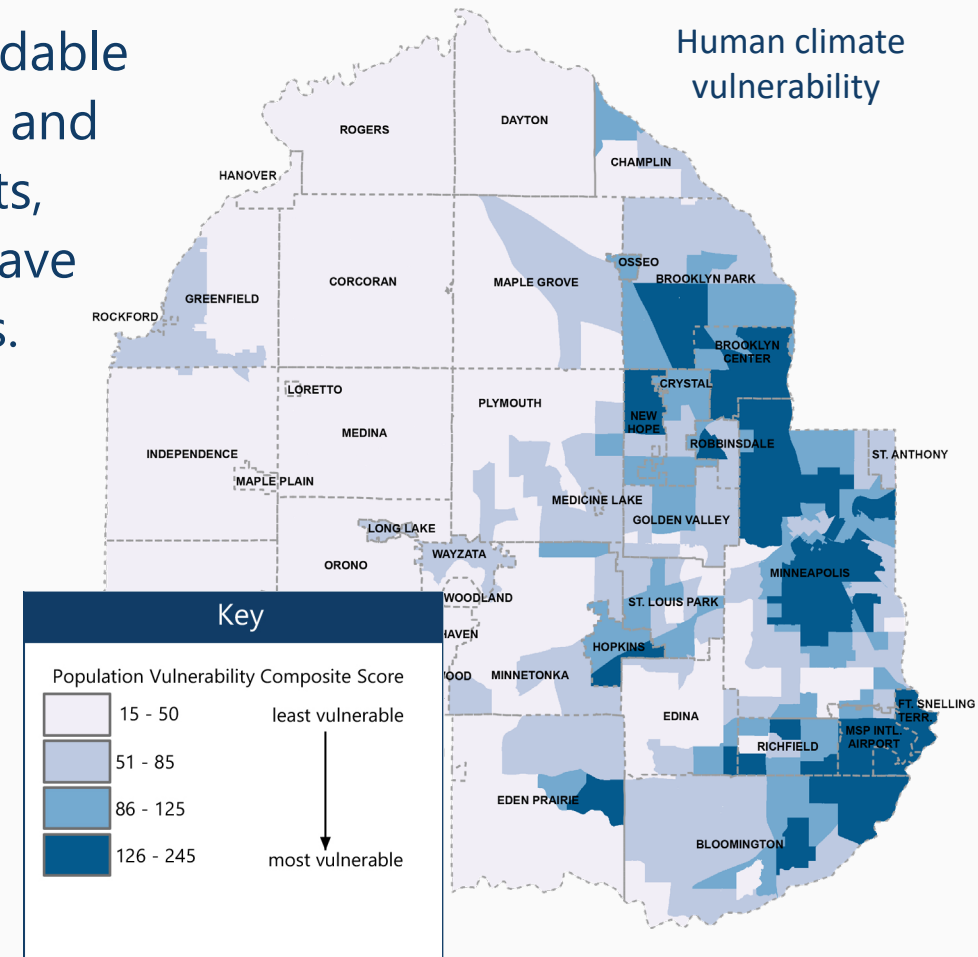 dable
and
ts,
ave
s.
Human climate
vulnerability
ROGERS
DAYTON
CHAMPLIN
HANOVER
OSSEO
BROOKLYN PARK
CORCORAN
MAPLE GROVE
GREENFIELD
ROCKFORD
BROOKLYN
CENTER
CRYSTAL
LORETTO
PLYMOUTH
NEW
HOPE
MEDINA
ROBBINSDALE
INDEPENDENCE
ST. ANTHONY
MAPLE PLAIN
MEDICINE LAKE
GOLDEN VALLEY
LONG LAKE
WAYZATA
ORONO
MINNEAPOLIS
WOODLAND
ST. LOUIS PARK
HAVEN
HOPKINS
OOD
MINNETONKA
FT. SNELLING
TERR.
EDINA
MSP INTL.
AIRPORT
RICHFIELD
EDEN PRAIRIE
BLOOMINGTON
Key
Population Vulnerability Composite Score
15 - 50
least vulnerable
51 - 85
86 - 125
126 - 245
most vulnerable